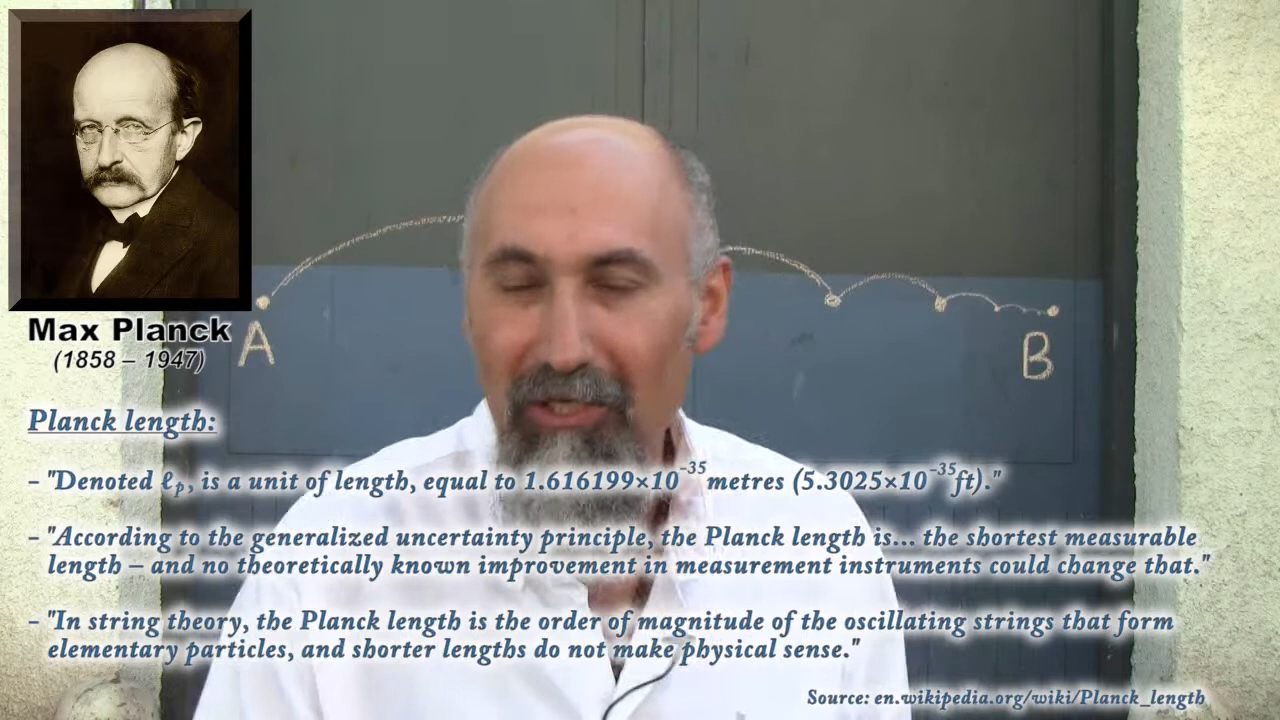 Max Planck
(1858 – 1947)
A
B
Planck length:
– "Denoted ℓₚ, is a unit of length, equal to 1.616199×10⁻³⁵ metres (5.3025×10⁻³⁵ft)."
– "According to the generalized uncertainty principle, the Planck length is... the shortest measurable
length – and no theoretically known improvement in measurement instruments could change that."
– "In string theory, the Planck length is the order of magnitude of the oscillating strings that form
elementary particles, and shorter lengths do not make physical sense."
Source: en.wikipedia.org/wiki/Planck_length